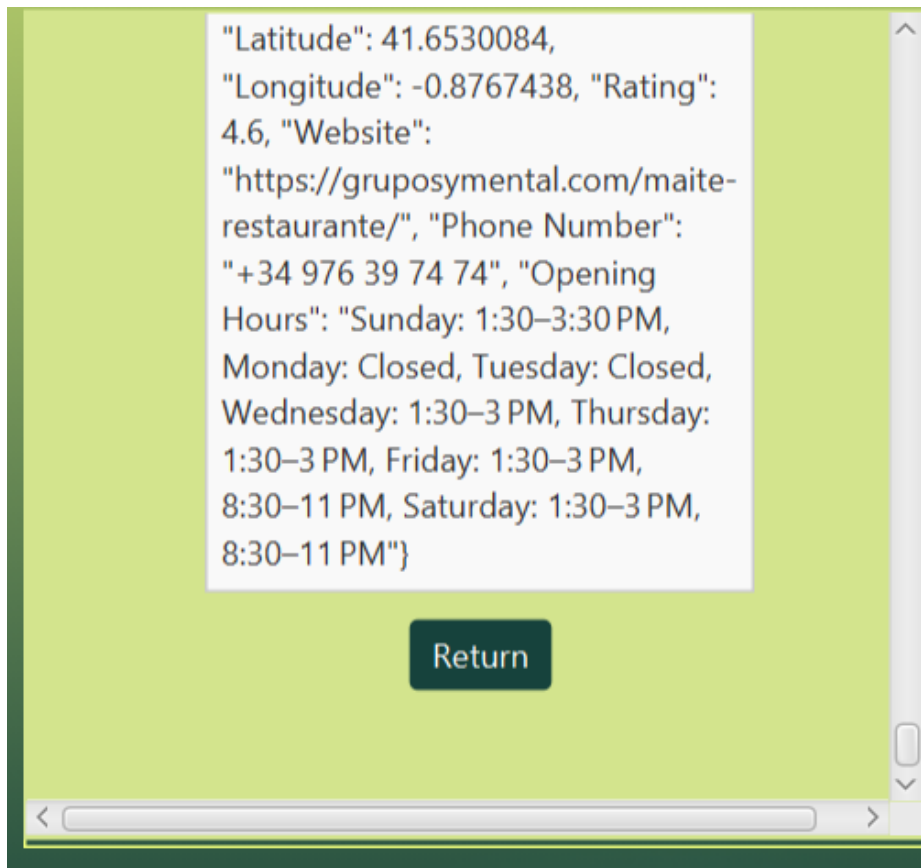 "Latitude": 41.6530084,
"Longitude": -0.8767438, "Rating":
4.6, "Website":
"https://gruposymental.com/maite-
restaurante/", "Phone Number":
"+34 976 39 74 74", "Opening
Hours": "Sunday: 1:30–3:30 PM,
Monday: Closed, Tuesday: Closed,
Wednesday: 1:30–3 PM, Thursday:
1:30–3 PM, Friday: 1:30–3 PM,
8:30–11 PM, Saturday: 1:30–3 PM,
8:30–11 PM"}
Return